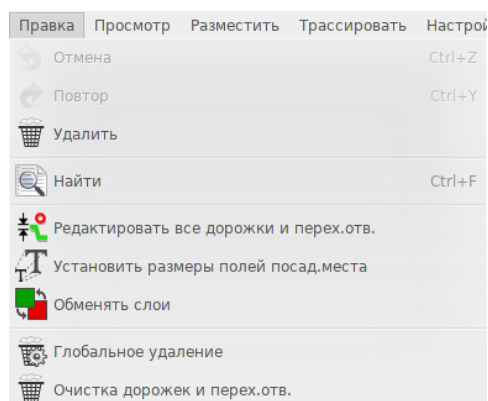 Правка Просмотр Разместить Трассировать Настрой
Отмена Ctrl+Z
Повтор Ctrl+Y
Удалить
Найти Ctrl+F
Редактировать все дорожки и перех.отв.
Установить размеры полей посад.места
Обменять слои
Глобальное удаление
Очистка дорожек и перех.отв.